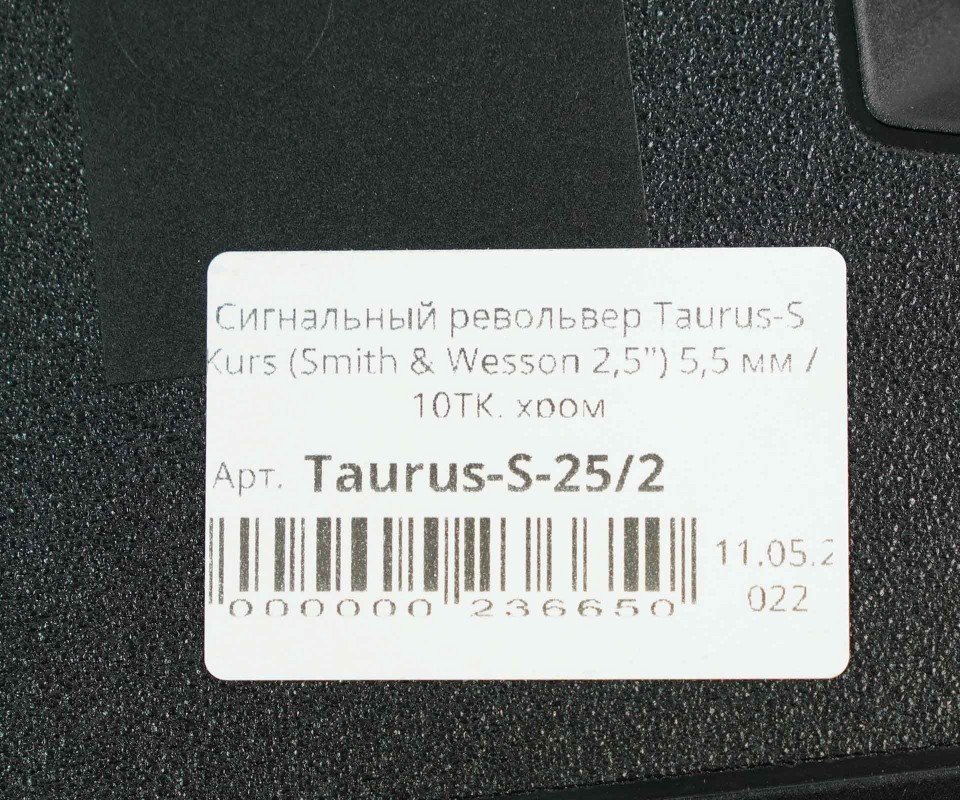 Сигнальный револьвер Taurus-S
Kurs (Smith & Wesson 2,5") 5,5 мм /
10ТК. хром
Арт. Taurus-S-25/2
11.05.2
022
000000 236650